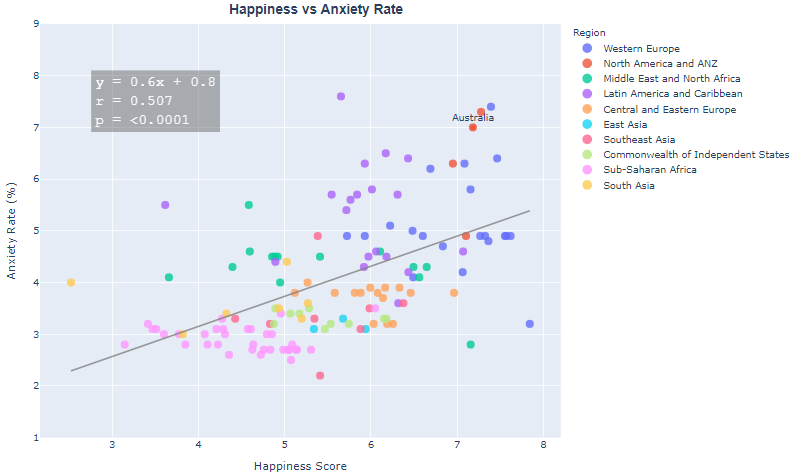 Happiness vs Anxiety Rate
9
8
7
6
5
4
3
2
1
Anxiety Rate (%)
y = 0.6x + 0.8
r = 0.507
p = <0.0001
Australia
3 4 5 6 7 8
Happiness Score
Region
Western Europe
North America and ANZ
Middle East and North Africa
Latin America and Caribbean
Central and Eastern Europe
East Asia
Southeast Asia
Commonwealth of Independent States
Sub-Saharan Africa
South Asia